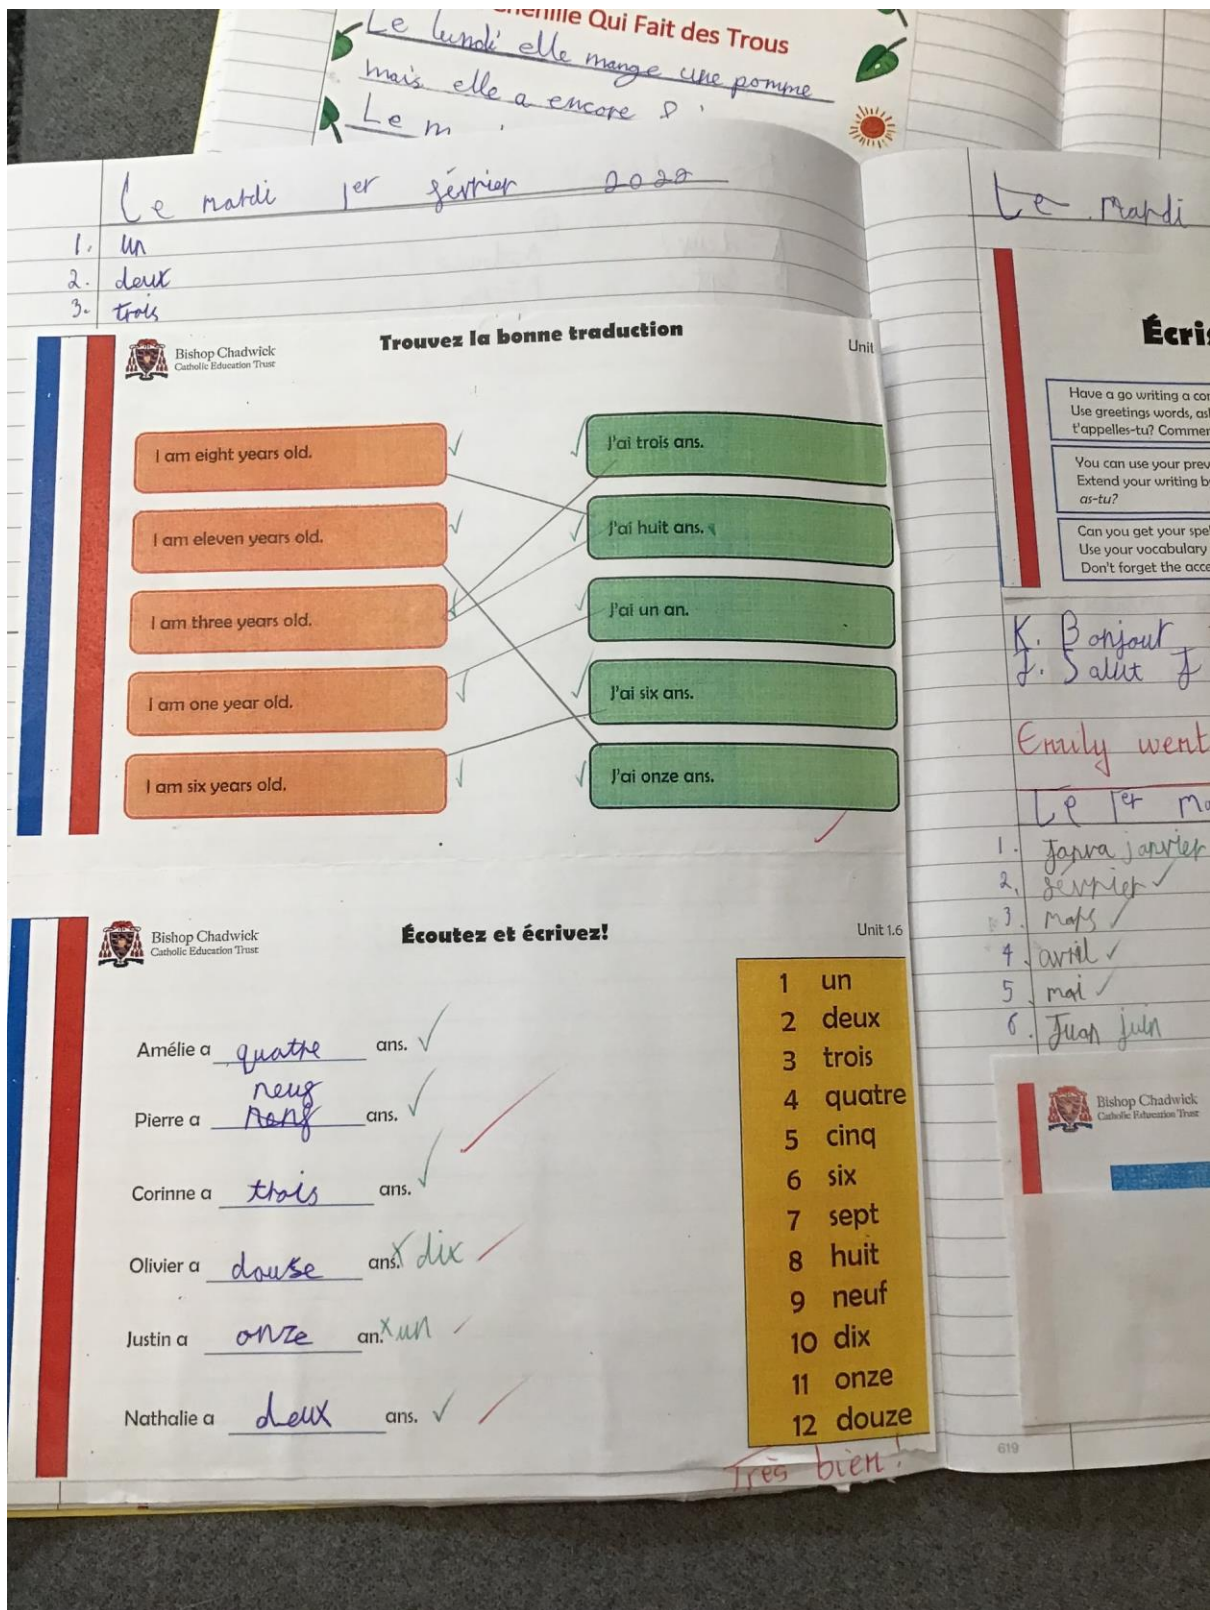 Chenille Qui Fait des Trous
Le lundi elle mange une pomme
mais elle a encore
Le m
Le mardi 1er février 2022
1. un
2. deux
3. trois
Bishop Chadwick
Catholic Education Trust
Trouvez la bonne traduction
Unit
I am eight years old.
J'ai trois ans.
I am eleven years old.
J'ai huit ans.
I am three years old.
J'ai un an.
I am one year old.
J'ai six ans.
I am six years old.
J'ai onze ans.
Bishop Chadwick
Catholic Education Trust
Écoutez et écrivez!
Unit 1.6
Amélie a quatre ans.
neuf
Pierre a ans.
Corinne a trois ans.
Olivier a douse ans. x dix
Justin a onze an. x un
Nathalie a deux ans.
1 un
2 deux
3 trois
4 quatre
5 cinq
6 six
7 sept
8 huit
9 neuf
10 dix
11 onze
12 douze
Très bien!
Le mardi
Écris
Have a go writing a
Use greetings words,
t'appelles-tu?
You can use your
Extend your writing
as-tu?
Can you get your
Use your vocabulary
Don't forget the
K. Bonjour
J. Salut J
Emily went
Le 1er
1. Janva janvier
2. février
3. mars
4. avril
5. mai
6. Juan juin
Bishop Chadwick
Catholic Education Trust
619